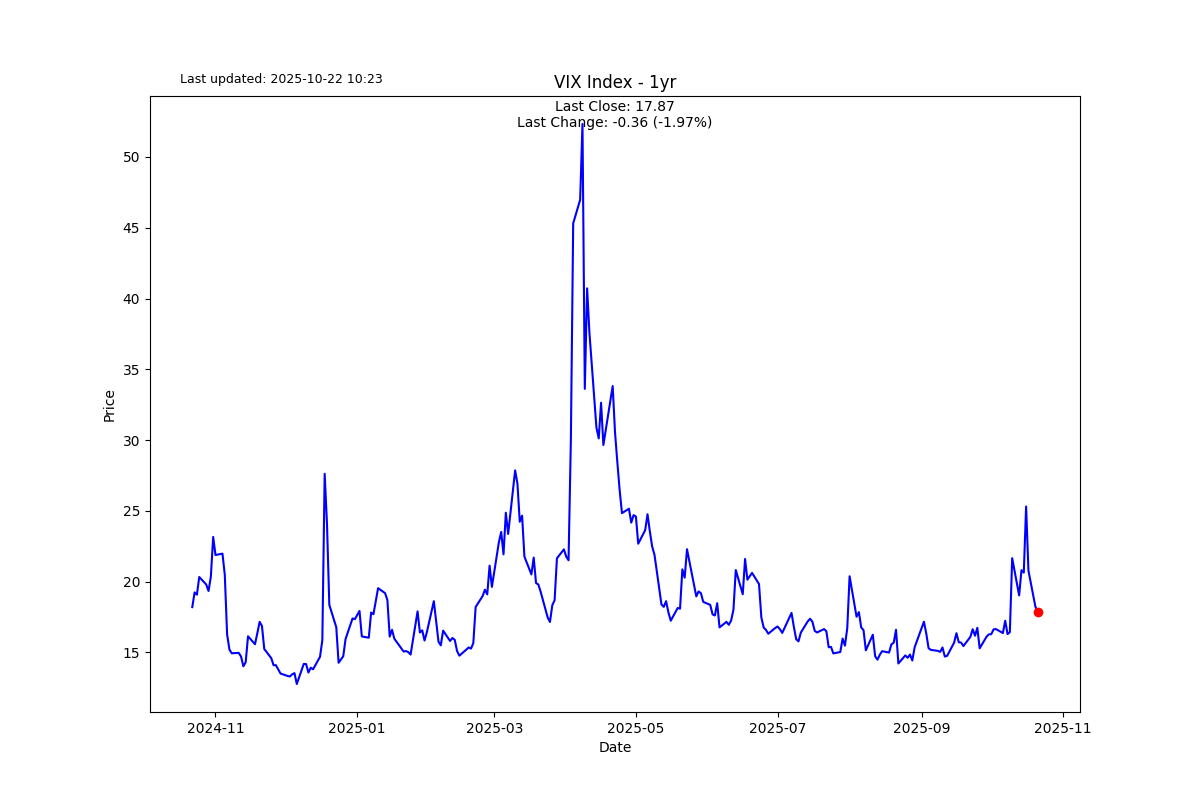 Last updated: 2025-10-22 10:23
VIX Index - 1yr
Last Close: 17.87
Last Change: -0.36 (-1.97%)
50
45
40
35
30
25
20
15
Price
2024-11
2025-01
2025-03
2025-05
2025-07
2025-09
2025-11
Date